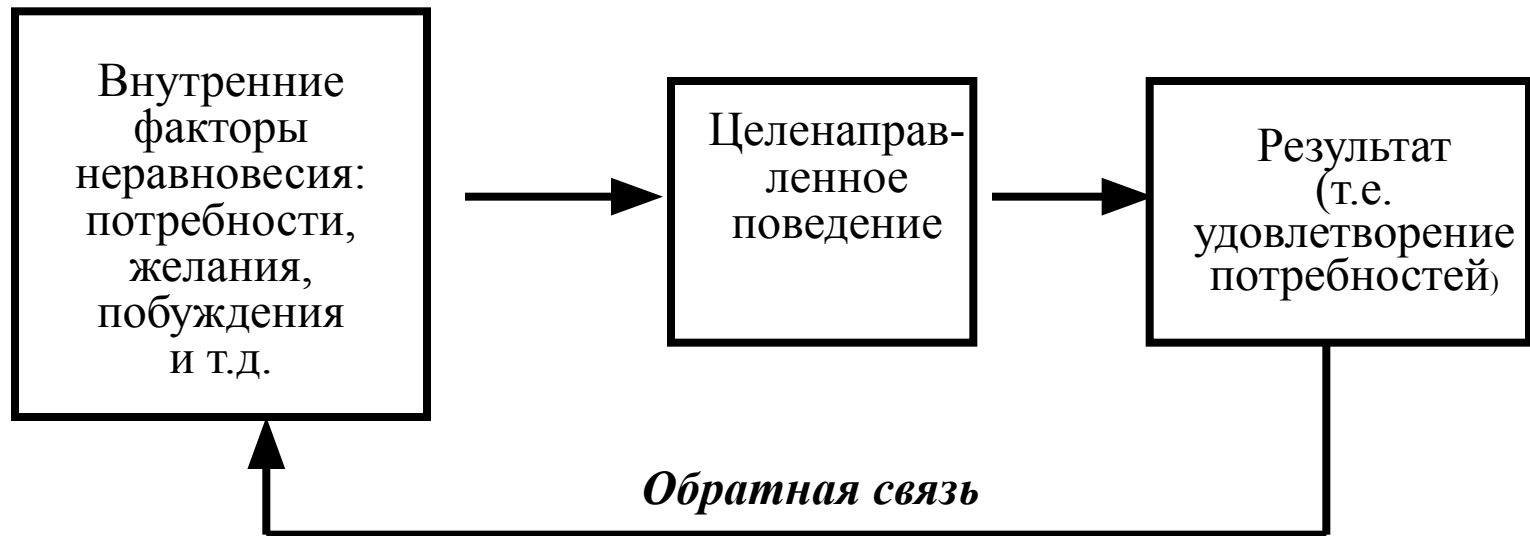 Внутренние
факторы
неравновесия:
потребности,
желания,
побуждения
и т.д.
Целенаправ-
ленное
поведение
Результат
(т.е.
удовлетворение
потребностей)
Обратная связь